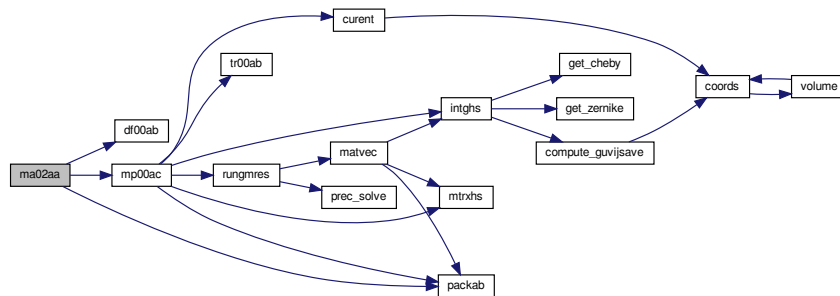 ma02aa
df00ab
mp00ac
tr00ab
rungmres
curent
matvec
prec_solve
intghs
mtrxhs
packab
get_cheby
get_zernike
compute_guvijsave
coords
volume